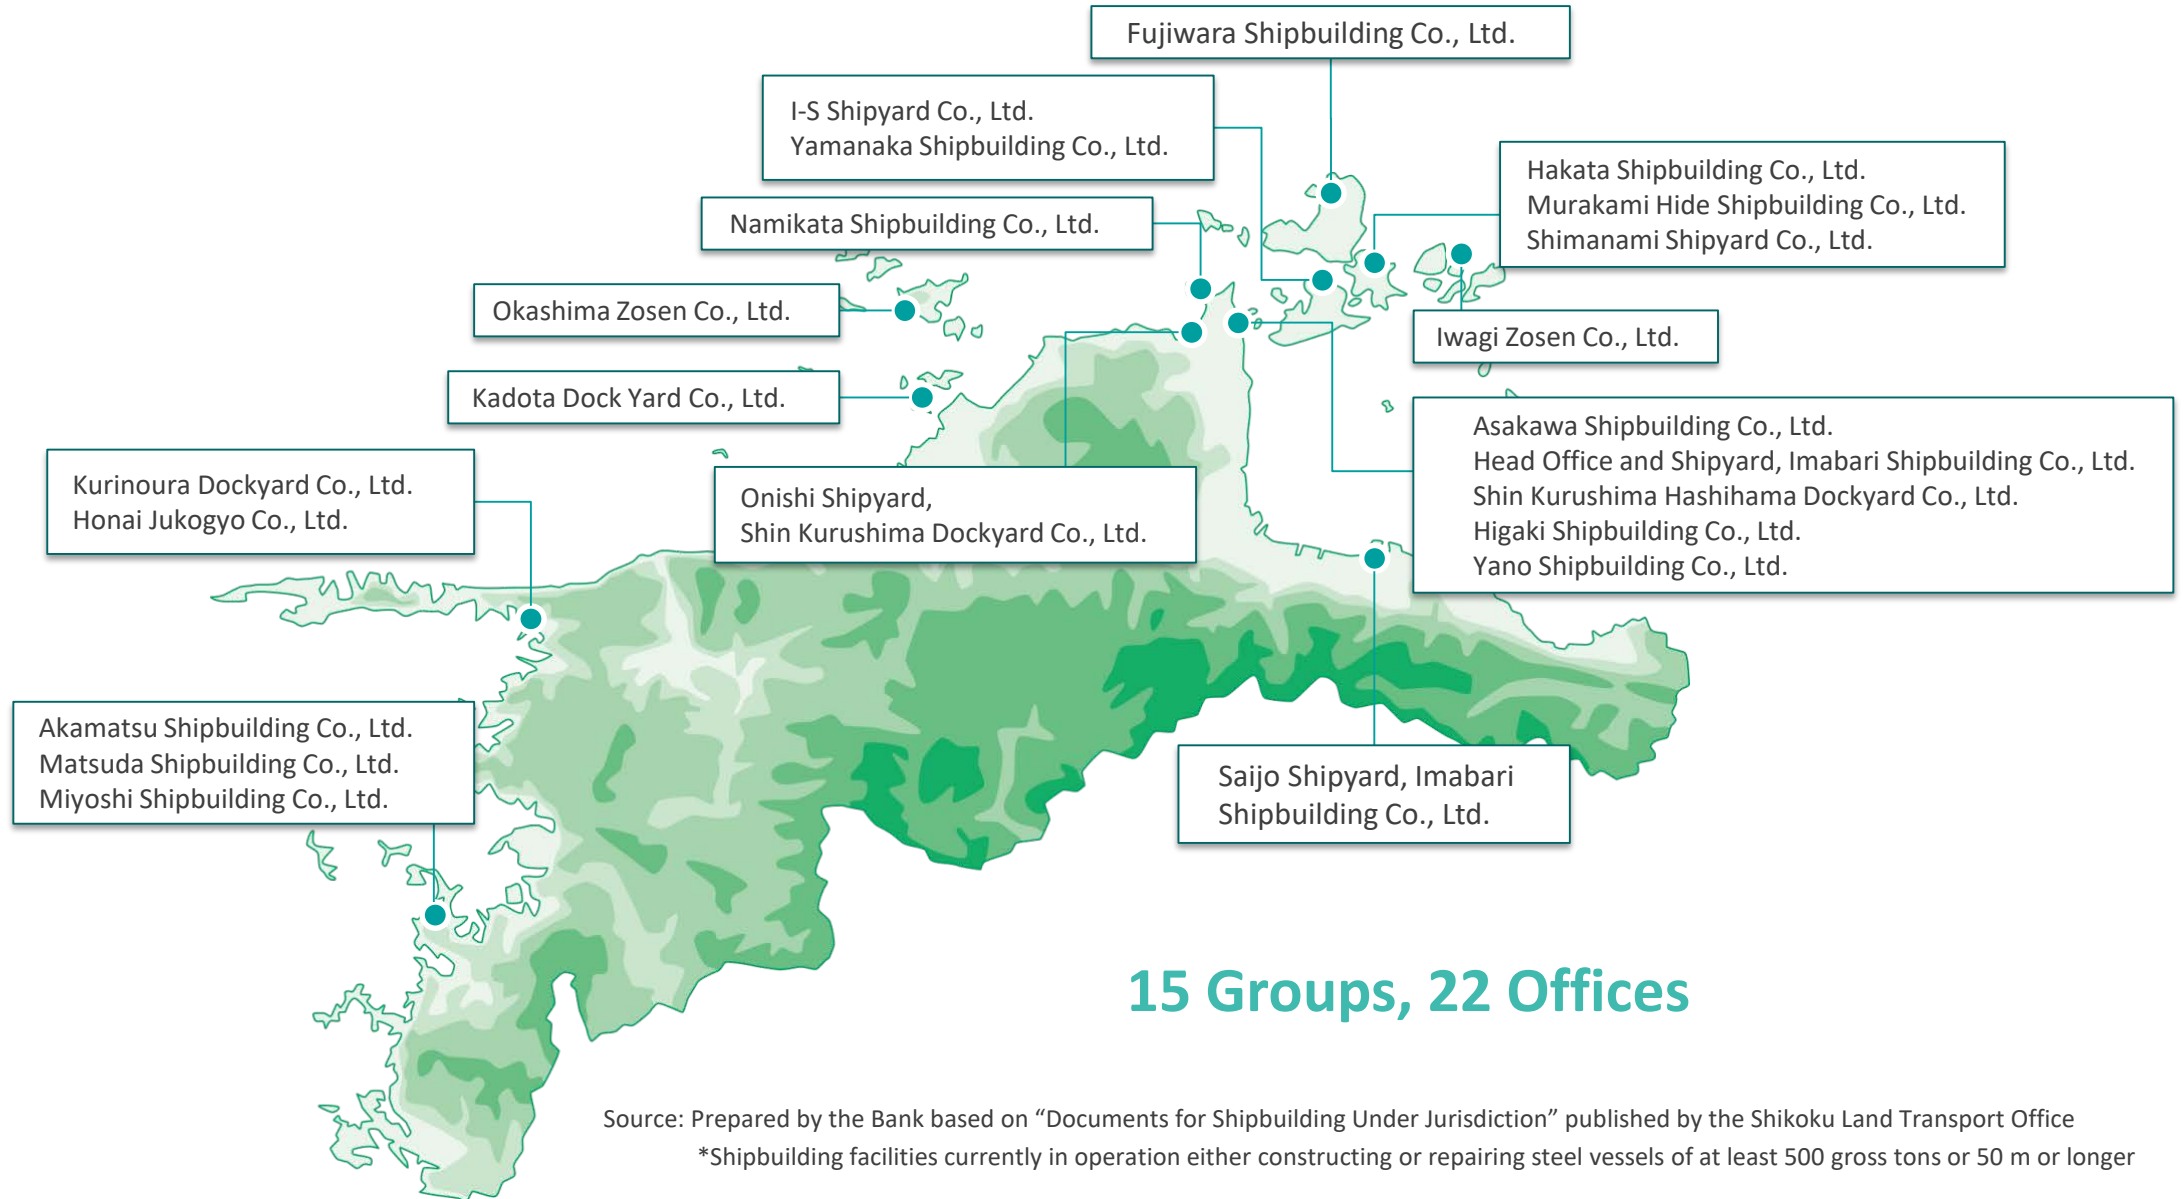 Fujiwara Shipbuilding Co., Ltd.
I-S Shipyard Co., Ltd.
Yamanaka Shipbuilding Co., Ltd.
Hakata Shipbuilding Co., Ltd.
Murakami Hide Shipbuilding Co., Ltd.
Shimanami Shipyard Co., Ltd.
Namikata Shipbuilding Co., Ltd.
Okashima Zosen Co., Ltd.
Iwagi Zosen Co., Ltd.
Kadota Dock Yard Co., Ltd.
Asakawa Shipbuilding Co., Ltd.
Head Office and Shipyard, Imabari Shipbuilding Co., Ltd.
Shin Kurushima Hashihama Dockyard Co., Ltd.
Higaki Shipbuilding Co., Ltd.
Yano Shipbuilding Co., Ltd.
Kurinoura Dockyard Co., Ltd.
Honai Jukogyo Co., Ltd.
Onishi Shipyard,
Shin Kurushima Dockyard Co., Ltd.
Akamatsu Shipbuilding Co., Ltd.
Matsuda Shipbuilding Co., Ltd.
Miyoshi Shipbuilding Co., Ltd.
Saijo Shipyard, Imabari
Shipbuilding Co., Ltd.
15 Groups, 22 Offices
Source: Prepared by the Bank based on “Documents for Shipbuilding Under Jurisdiction” published by the Shikoku Land Transport Office
*Shipbuilding facilities currently in operation either constructing or repairing steel vessels of at least 500 gross tons or 50 m or longer